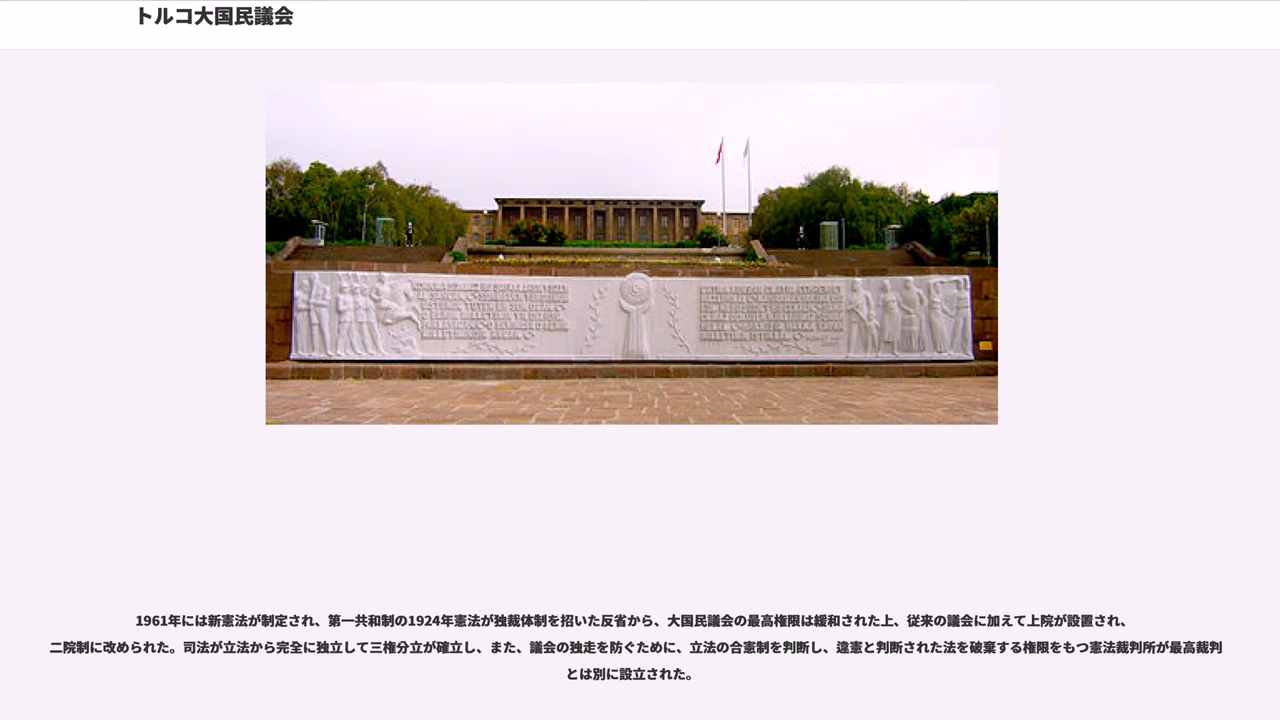 トルコ大国民議会
1961年には新憲法が制定され、第一共和制の1924年憲法が独裁体制を招いた反省から、大国民議会の最高権限は緩和された上、従来の議会に加えて上院が設置され、
二院制に改められた。司法が立法から完全に独立して三権分立が確立し、また、議会の独走を防ぐために、立法の合憲制を判断し、違憲と判断された法を破棄する権限をもつ憲法裁判所が最高裁判
とは別に設立された。